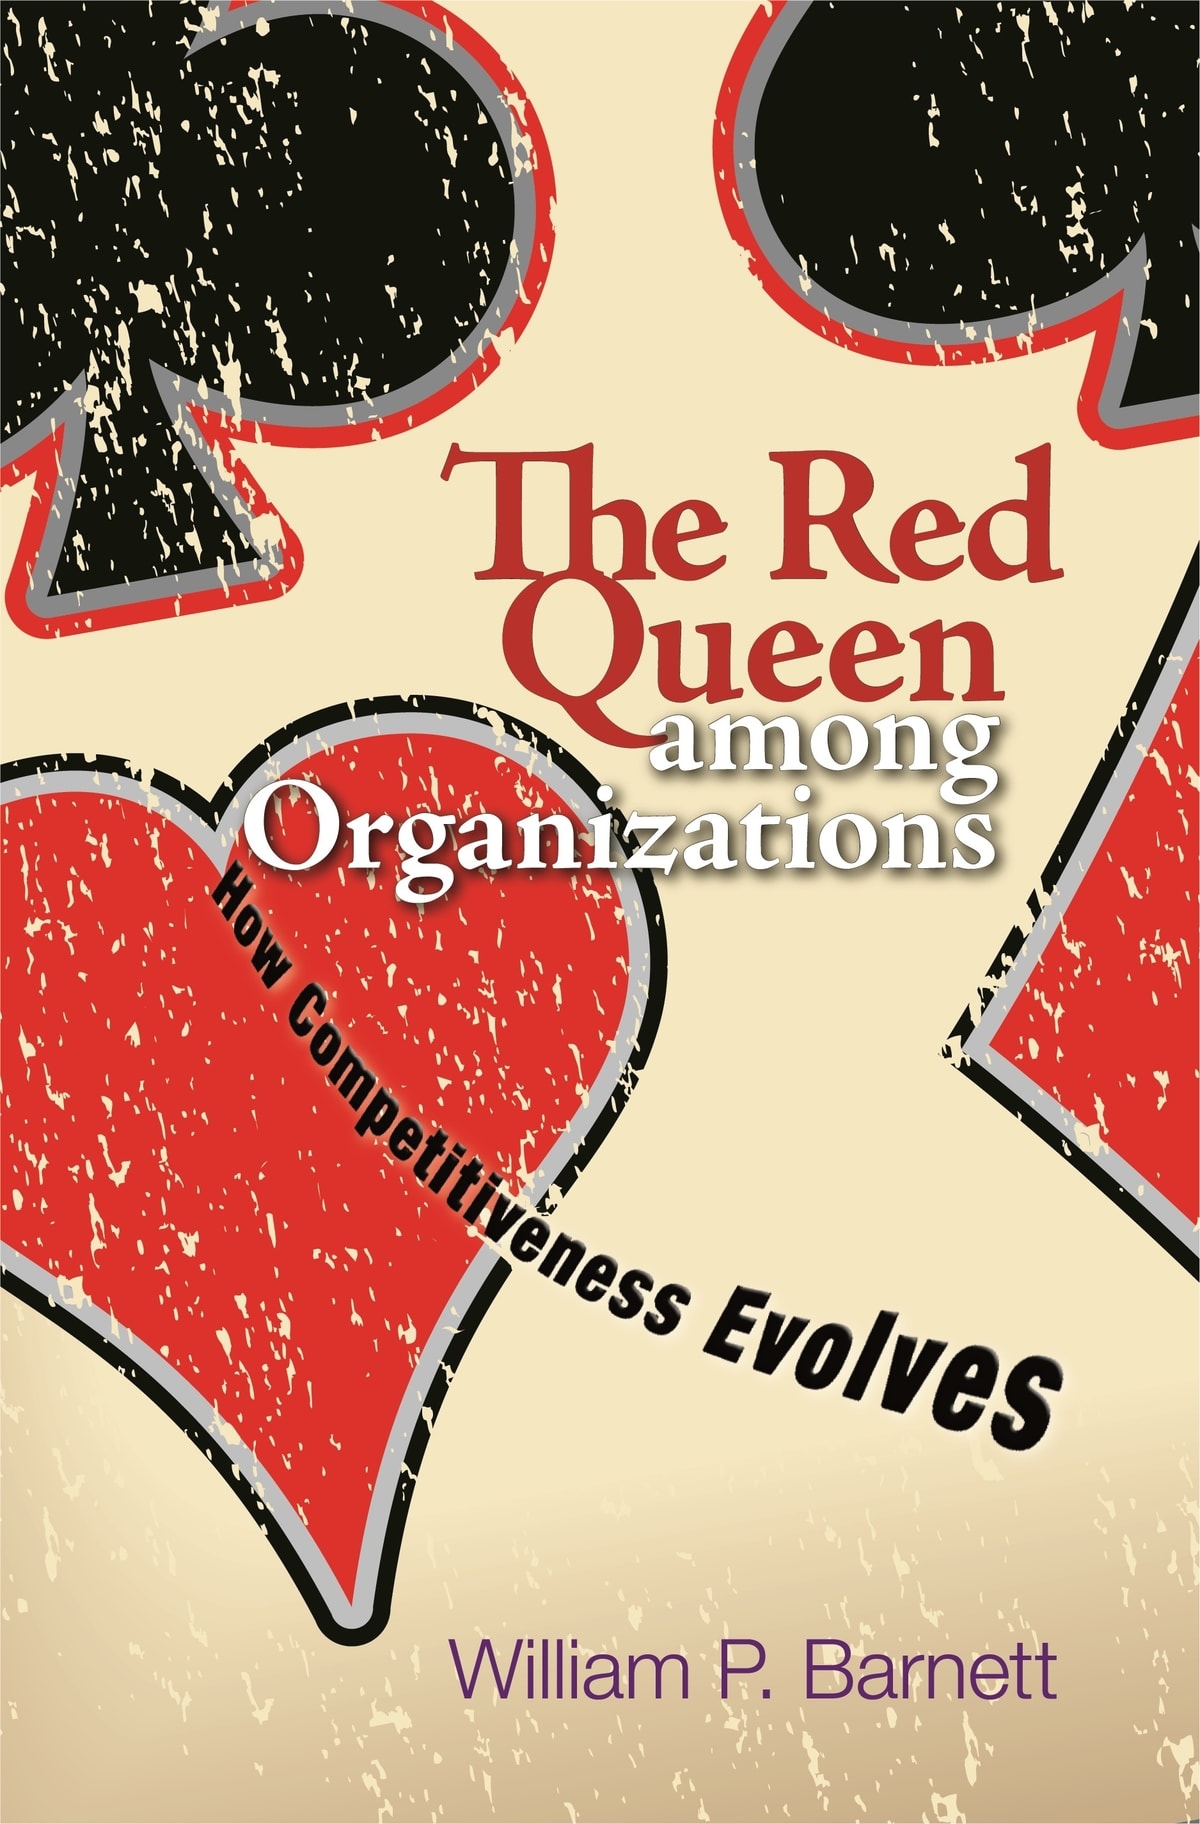 The Red
Queen
among
Organizations
How Competitiveness Evolves
William P. Barnett